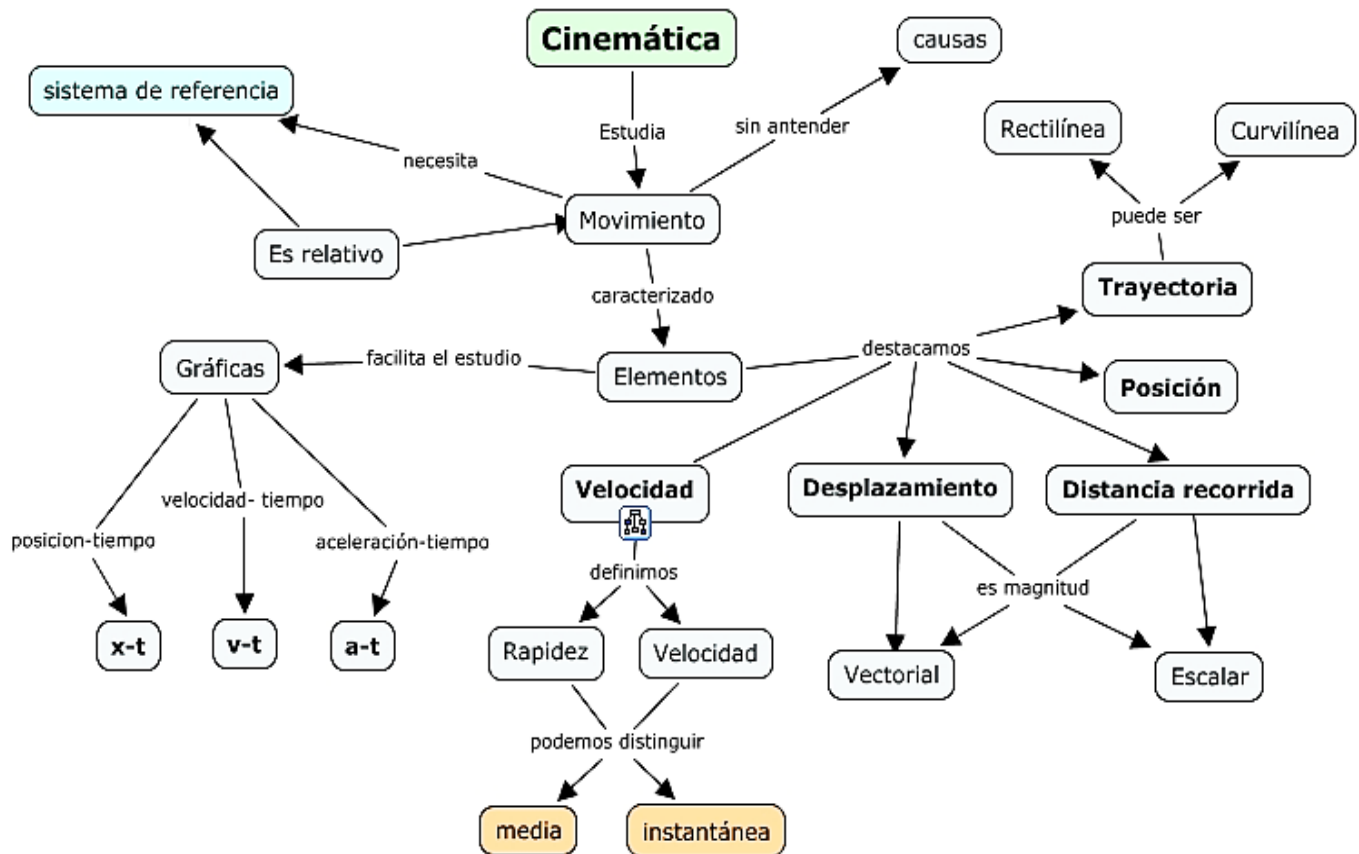 Cinemática
causas
sistema de referencia
Estudia
sin antender
necesita
Rectilínea
Curvilínea
puede ser
Movimiento
Es relativo
caracterizado
Trayectoria
destacamos
facilita el estudio
Gráficas
Elementos
Posición
Velocidad
Desplazamiento
Distancia recorrida
velocidad- tiempo
posicion-tiempo
aceleración-tiempo
definimos
es magnitud
x-t
v-t
a-t
Rapidez
Velocidad
Vectorial
Escalar
podemos distinguir
media
instantánea